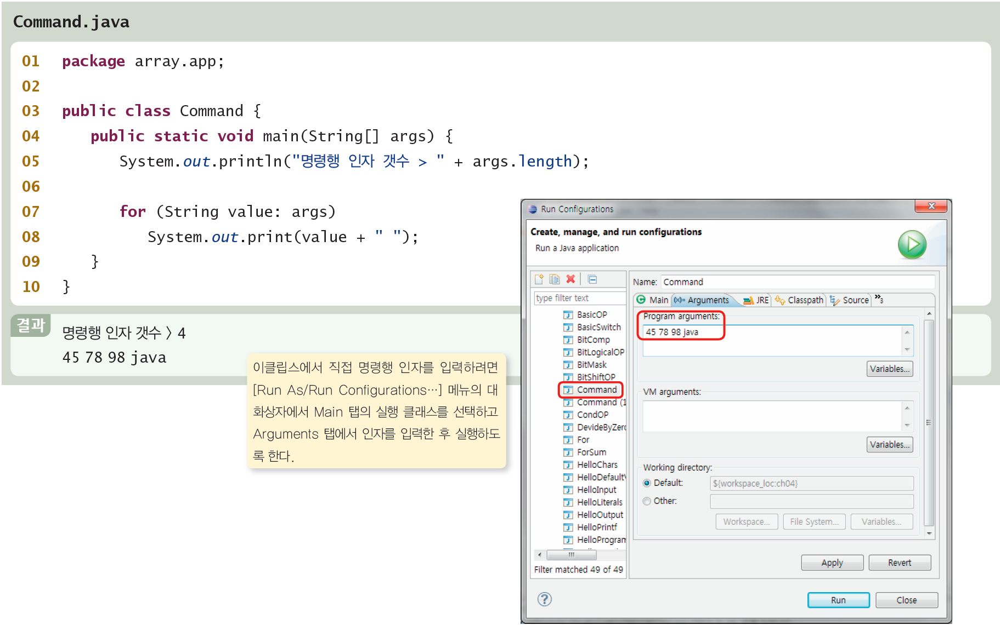 Command.java
01 package array.app;
02
03 public class Command {
04 public static void main(String[] args) {
05 System.out.println("명령행 인자 갯수 > " + args.length);
06
07 for (String value: args)
08 System.out.print(value + " ");
09 }
10 }
결과
명령행 인자 갯수 > 4
45 78 98 java
이클립스에서 직접 명령행 인자를 입력하려면
[Run As/Run Configurations…] 메뉴의 대
화상자에서 Main 탭의 실행 클래스를 선택하고
Arguments 탭에서 인자를 입력한 후 실행하도
록 한다.
Run Configurations
Create, manage, and run configurations
Run a Java application
type filter text
BasicOP
BasicSwitch
BitComp
BitLogicalOP
BitMask
BitShiftOP
Command
Command (1
CondOP
DevideByZero
For
ForSum
HelloChars
HelloDefaultV
HelloInput
HelloLiterals
HelloOutput
HelloPrintf
HelloProgram
Filter matched 49 of 49
Name: Command
Main (x)= Arguments JRE Classpath Source »3
Program arguments:
45 78 98 java
Variables...
VM arguments:
Variables...
Working directory:
Default: ${workspace_loc:ch04}
Other:
Workspace... File System... Variables...
Apply Revert
Run Close